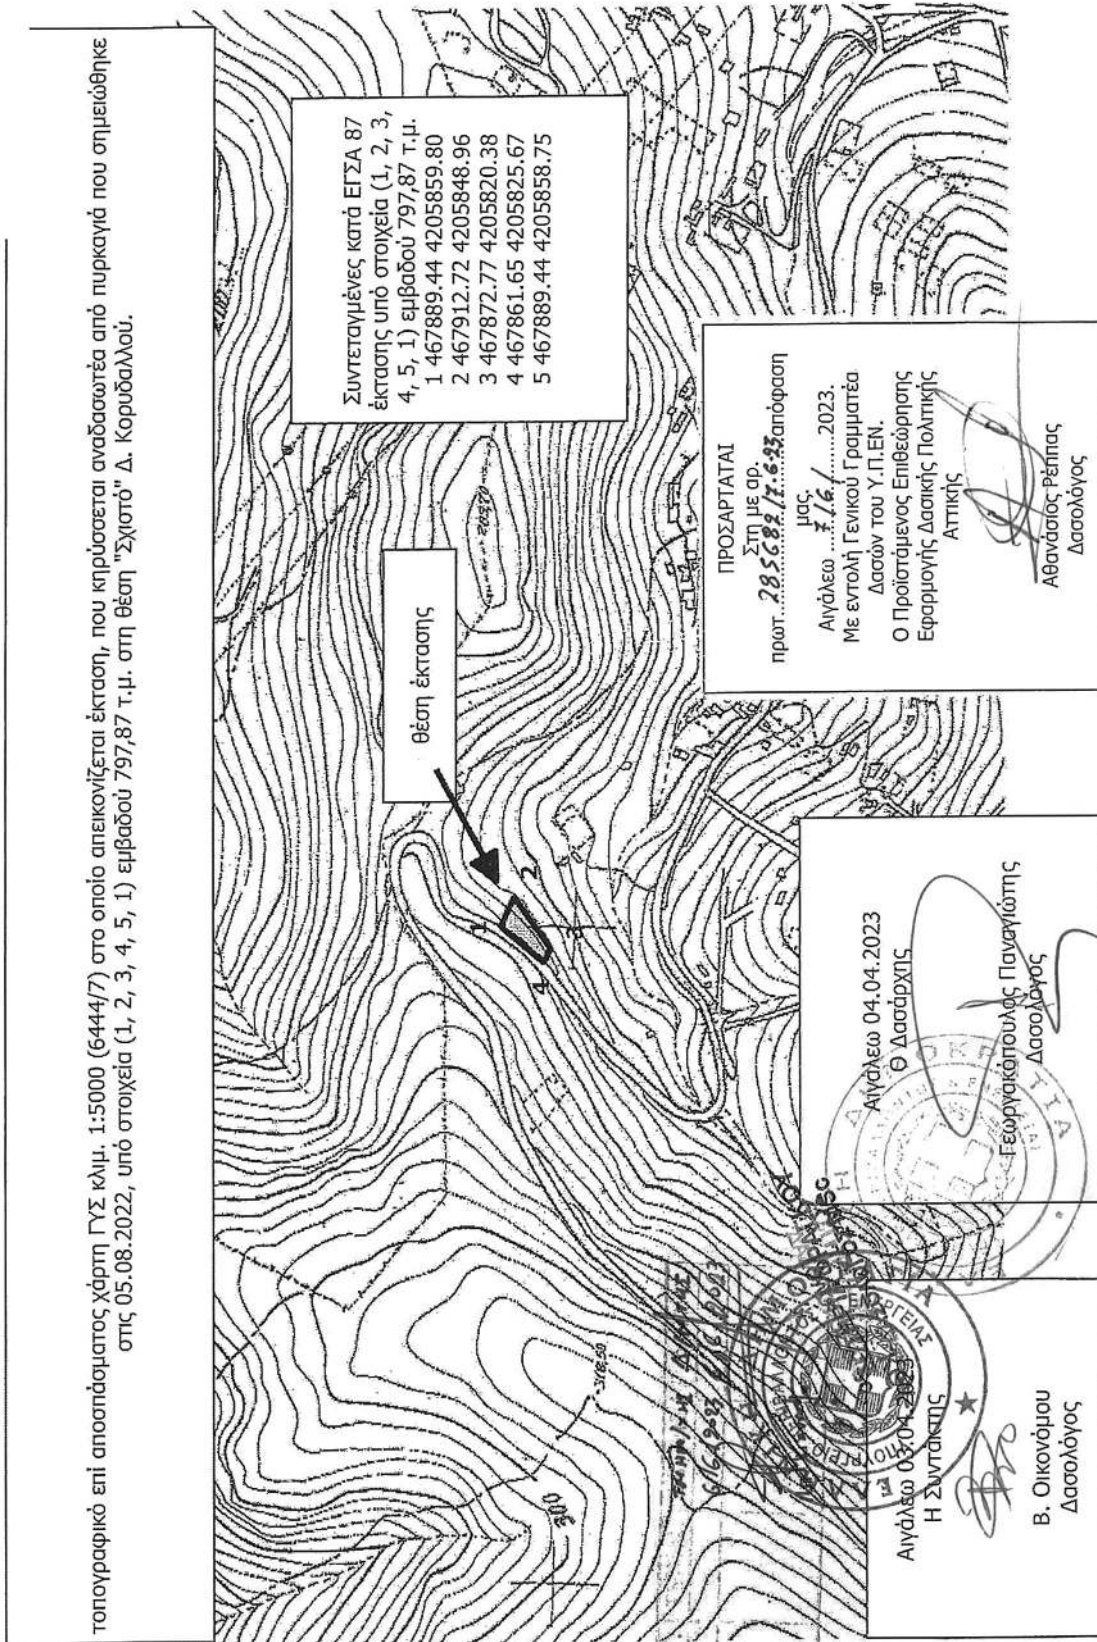 τοπογραφικό επί αποσπάσματος χάρτη ΓΥΣ κλιμ. 1:5000 (6444/7) στο οποίο απεικονίζεται έκταση, που κηρύσσεται αναδασωτέα από πυρκαγιά που σημειώθηκε
στις 05.08.2022, υπό στοιχεία (1, 2, 3, 4, 5, 1) εμβαδού 797,87 τ.μ. στη θέση "Σχιστό" Δ. Κορυδαλλού.
Συντεταγμένες κατά ΕΓΣΑ 87
έκτασης υπό στοιχεία (1, 2, 3,
4, 5, 1) εμβαδού 797,87 τ.μ.
1 467889.44 4205859.80
2 467912.72 4205848.96
3 467872.77 4205820.38
4 467861.65 4205825.67
5 467889.44 4205858.75
θέση έκτασης
1
2
3
4
300
ΠΡΟΣΑΡΤΑΤΑΙ
Στη με αρ.
πρωτ. 285682/7.6.23 απόφαση
μας
Αιγάλεω 7/6/ 2023.
Με εντολή Γενικού Γραμματέα
Δασών του Υ.Π.ΕΝ.
Ο Προϊστάμενος Επιθεώρησης
Εφαρμογής Δασικής Πολιτικής
Αττικής
Αθανάσιος Ρέππας
Δασολόγος
Αιγάλεω 04.04.2023
Ο Δασάρχης
Γεωργακόπουλος Παναγιώτης
Δασολόγος
Αιγάλεω 03.04.2023
Η Συντάκτης
Β. Οικονόμου
Δασολόγος